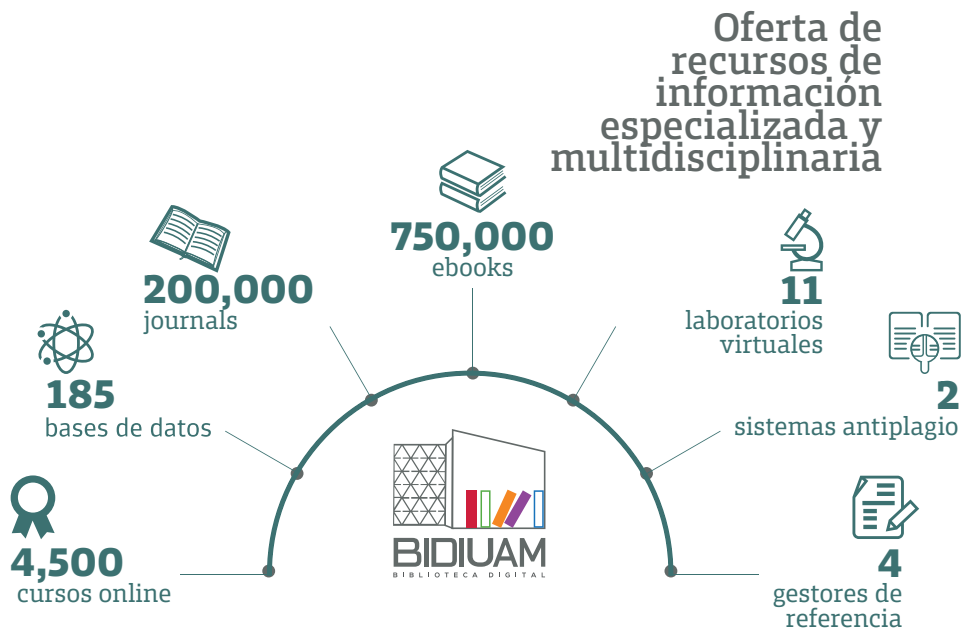 Oferta de
recursos de
información
especializada y
multidisciplinaria
750,000
ebooks
200,000
journals
11
laboratorios
virtuales
185
bases de datos
2
sistemas antiplagio
4,500
cursos online
4
gestores de
referencia
BIDIUAM
BIBLIOTECA DIGITAL